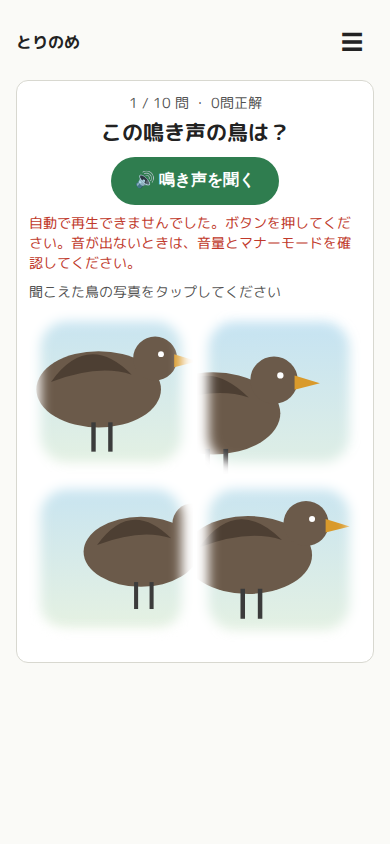 とりのめ
1 / 10 問 · 0問正解
この鳴き声の鳥は？
🔊 鳴き声を聞く
自動で再生できませんでした。ボタンを押してくだ
さい。音が出ないときは、音量とマナーモードを確
認してください。
聞こえた鳥の写真をタップしてください